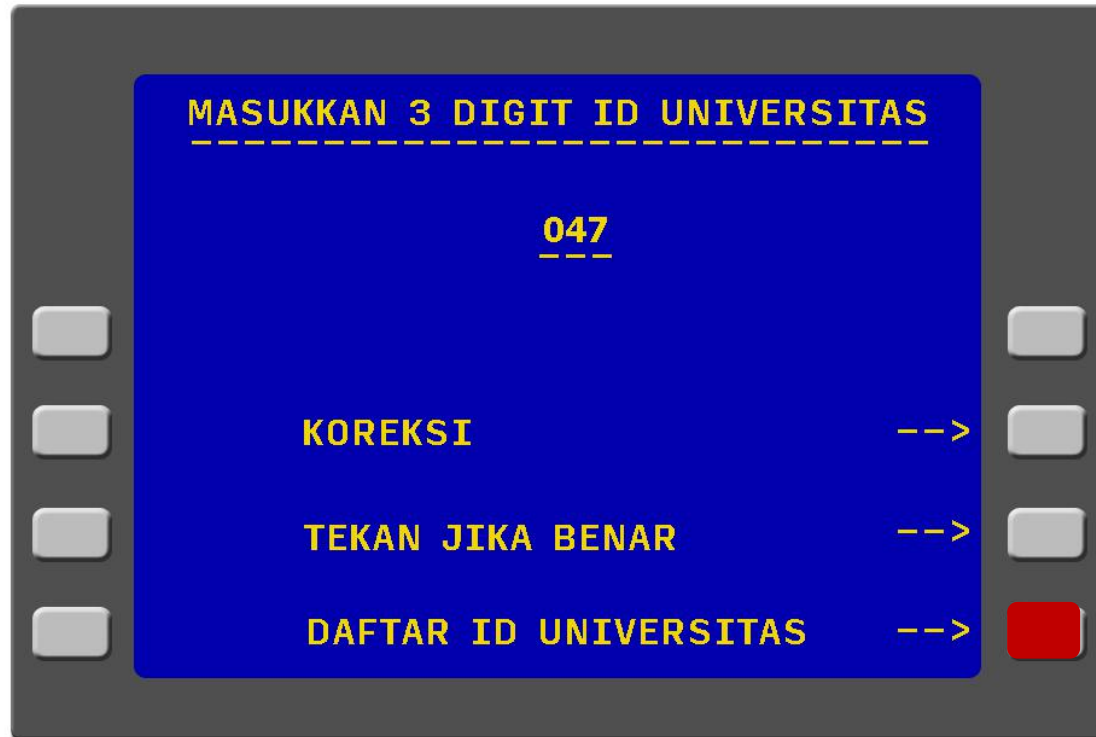 MASUKKAN 3 DIGIT ID UNIVERSITAS
047
KOREKSI -->
TEKAN JIKA BENAR -->
DAFTAR ID UNIVERSITAS -->